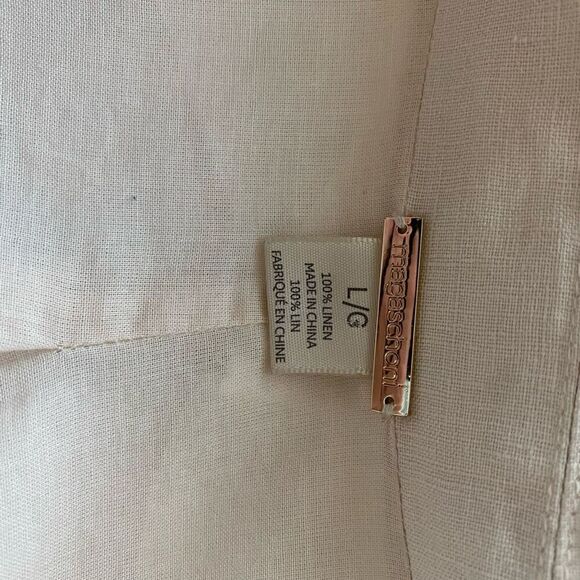 magaschoni
L/G
100% LINEN
MADE IN CHINA
100% LIN
FABRIQUÉ EN CHINE